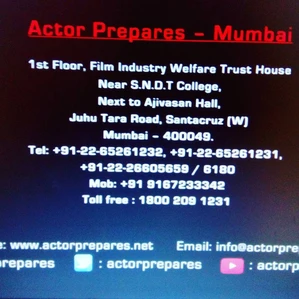 Actor Prepares - Mumbai
1st Floor, Film Industry Welfare Trust House
Near S.N.D.T College,
Next to Ajivasan Hall,
Juhu Tara Road, Santacruz (W)
Mumbai – 400049.
Tel: +91-22-65261232, +91-22-65261231,
+91-22-26605659 / 6180
Mob: +91 9167233342
Toll free : 1800 209 1231
e: www.actorprepares.net Email: info@actorpre
repares : actorprepares : actorp